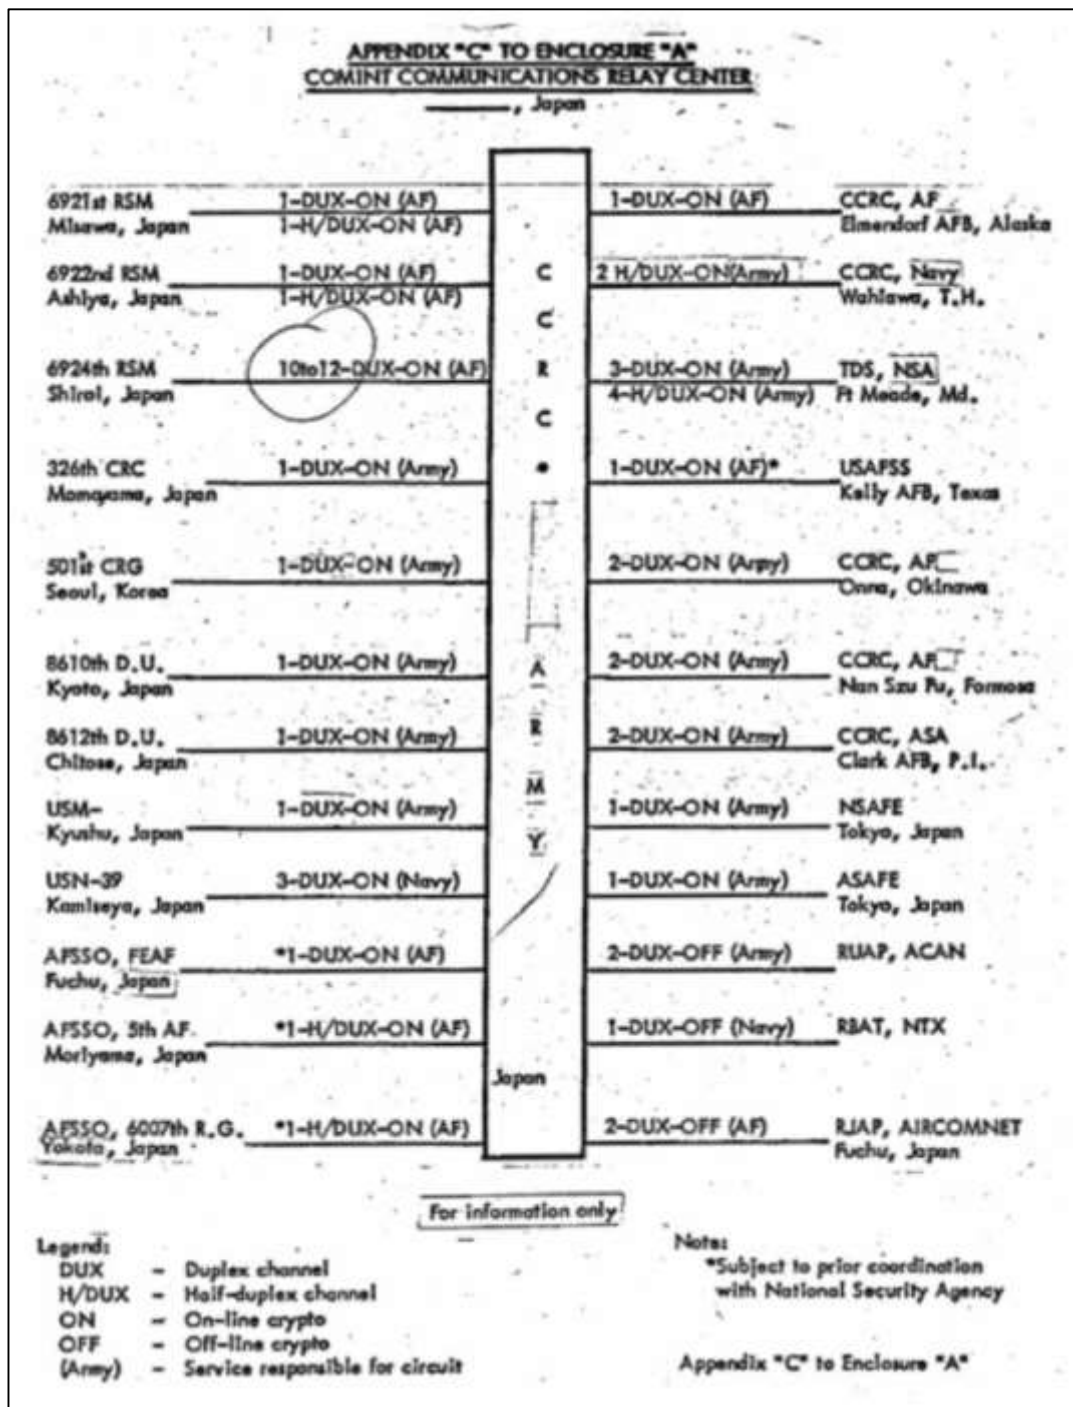 APPENDIX "C" TO ENCLOSURE "A"
COMINT COMMUNICATIONS RELAY CENTER
, Japan
6921st RSM 1-DUX-ON (AF) 1-DUX-ON (AF) CCRC, AF
Misawa, Japan 1-H/DUX-ON (AF) Elmendorf AFB, Alaska
6922nd RSM 1-DUX-ON (AF) C 2 H/DUX-ON(Army) CCRC, Navy
Ashiya, Japan 1-H/DUX-ON (AF) Wahiawa, T.H.
C
6924th RSM 10to12-DUX-ON (AF) R 3-DUX-ON (Army) TDS, NSA
Shiroi, Japan 4-H/DUX-ON (Army) Ft Meade, Md.
C
326th CRC 1-DUX-ON (Army) 1-DUX-ON (AF)* USAFSS
Momoyama, Japan Kelly AFB, Texas
501st CRG 1-DUX-ON (Army) 2-DUX-ON (Army) CCRC, AF
Seoul, Korea Onna, Okinawa
8610th D.U. 1-DUX-ON (Army) A 2-DUX-ON (Army) CCRC, AF
Kyoto, Japan Nan Szu Pu, Formosa
8612th D.U. 1-DUX-ON (Army) R 2-DUX-ON (Army) CCRC, ASA
Chitose, Japan Clark AFB, P.I.
USM- 1-DUX-ON (Army) M 1-DUX-ON (Army) NSAFE
Kyushu, Japan Y Tokyo, Japan
USN-39 3-DUX-ON (Navy) 1-DUX-ON (Army) ASAFE
Kamiseya, Japan Tokyo, Japan
AFSSO, FEAF *1-DUX-ON (AF) 2-DUX-OFF (Army) RUAP, ACAN
Fuchu, Japan
AFSSO, 5th AF *1-H/DUX-ON (AF) 1-DUX-OFF (Navy) RBAT, NTX
Moriyama, Japan
Japan
AFSSO, 6007th R.G. *1-H/DUX-ON (AF) 2-DUX-OFF (AF) RJAP, AIRCOMNET
Yokota, Japan Fuchu, Japan
For information only
Legend:
DUX - Duplex channel
H/DUX - Half-duplex channel
ON - On-line crypto
OFF - Off-line crypto
(Army) - Service responsible for circuit
Note:
*Subject to prior coordination
with National Security Agency
Appendix "C" to Enclosure "A"